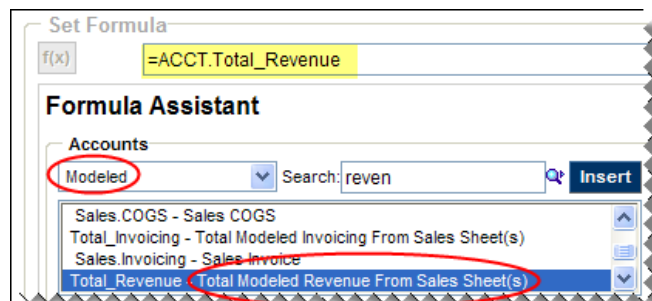 Set Formula
f(x) =ACCT.Total_Revenue
Formula Assistant
Accounts
Modeled Search: reven Insert
Sales.COGS - Sales COGS
Total_Invoicing - Total Modeled Invoicing From Sales Sheet(s)
Sales.Invoicing - Sales Invoice
Total_Revenue - Total Modeled Revenue From Sales Sheet(s)